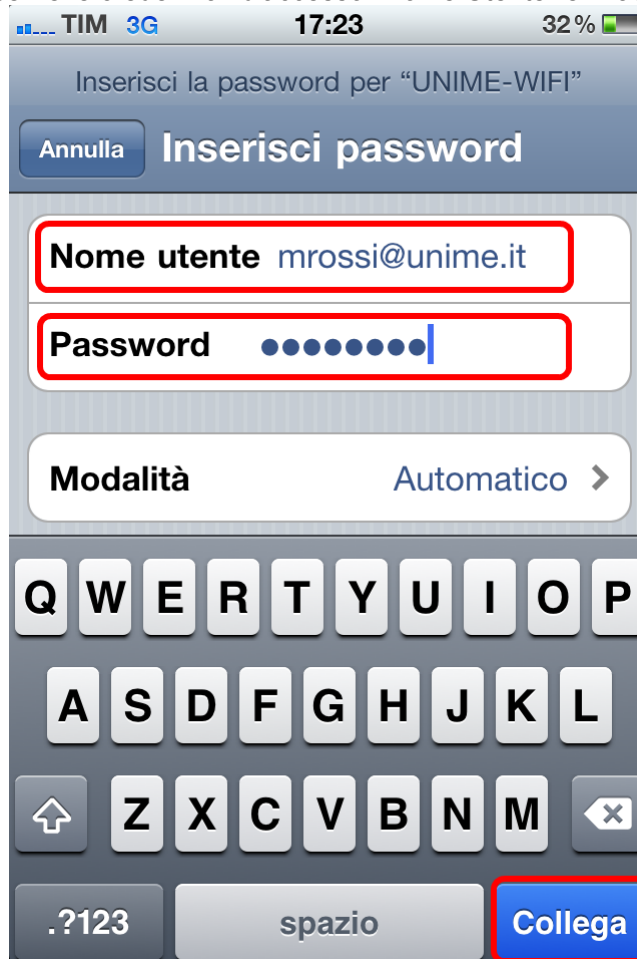 TIM 3G 17:23 32 %
Inserisci la password per “UNIME-WIFI”
Annulla Inserisci password
Nome utente mrossi@unime.it
Password ••••••••
Modalità Automatico
Q W E R T Y U I O P
A S D F G H J K L
Z X C V B N M
.?123 spazio Collega